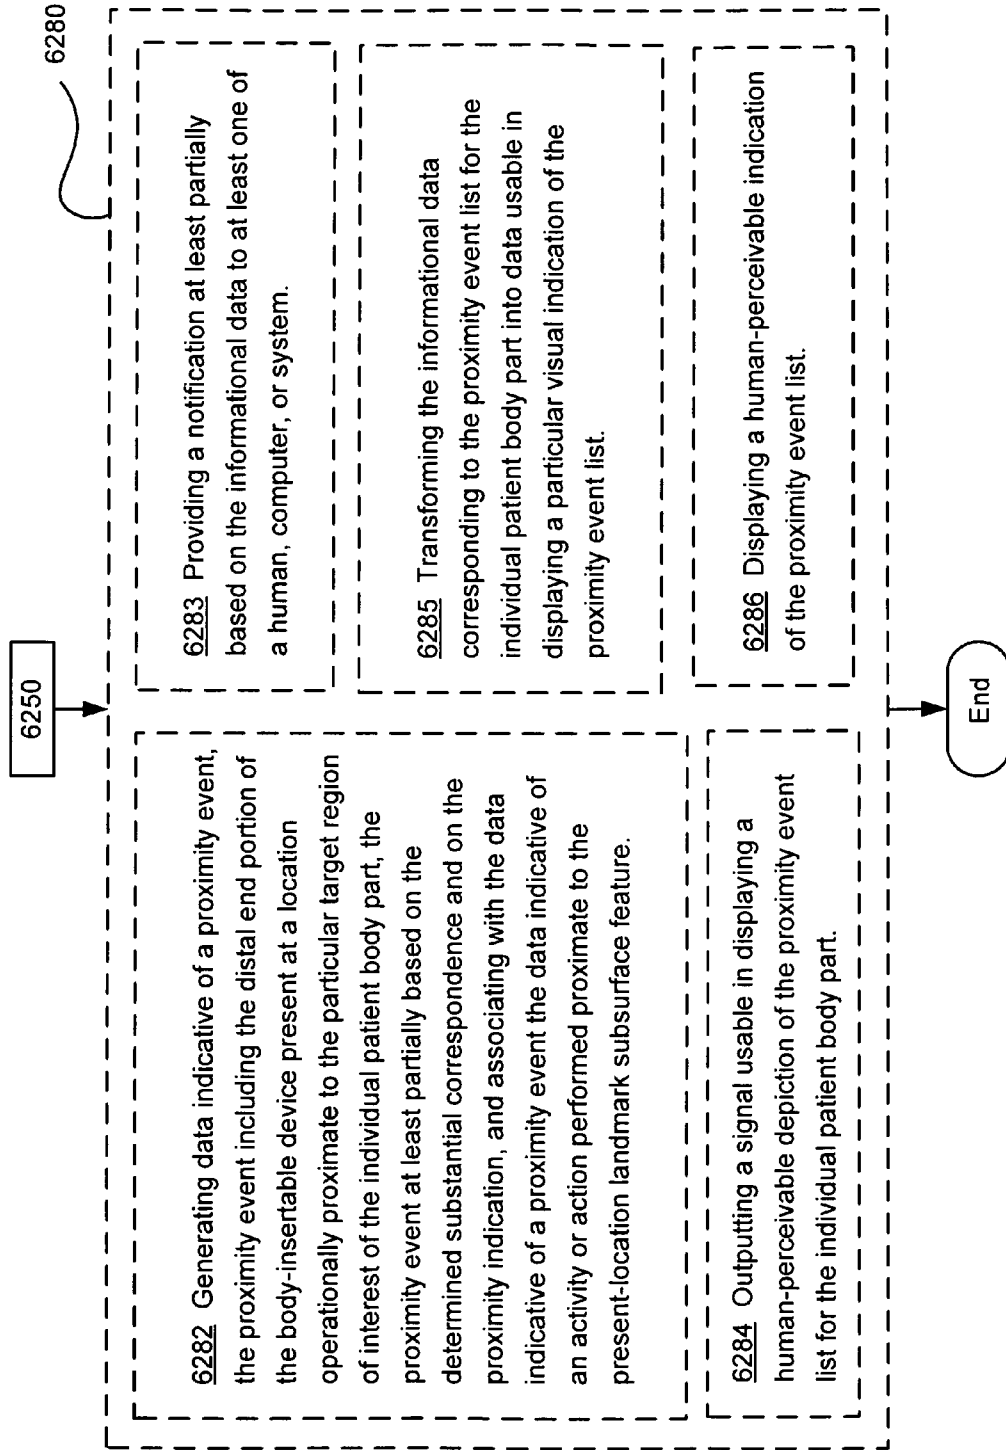 6250
6280
6282 Generating data indicative of a proximity event,
the proximity event including the distal end portion of
the body-insertable device present at a location
operationally proximate to the particular target region
of interest of the individual patient body part, the
proximity event at least partially based on the
determined substantial correspondence and on the
proximity indication, and associating with the data
indicative of a proximity event the data indicative of
an activity or action performed proximate to the
present-location landmark subsurface feature.
6283 Providing a notification at least partially
based on the informational data to at least one of
a human, computer, or system.
6284 Outputting a signal usable in displaying a
human-perceivable depiction of the proximity event
list for the individual patient body part.
6285 Transforming the informational data
corresponding to the proximity event list for the
individual patient body part into data usable in
displaying a particular visual indication of the
proximity event list.
6286 Displaying a human-perceivable indication
of the proximity event list.
End